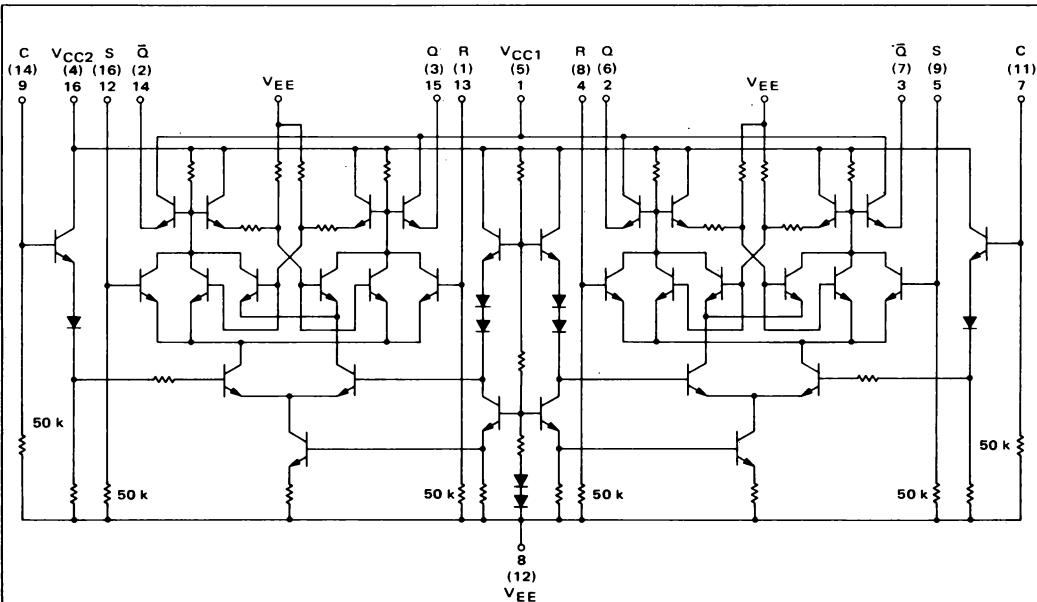 C VCC2 S Q̄ Q R VCC1 R Q Q̄ S C
(14) (4) (16) (2) (3) (1) (5) (8) (6) (7) (9) (11)
9 16 12 14 15 13 1 4 2 3 5 7
VEE VEE
50 k 50 k
50 k 50 k 50 k 50 k
8
(12)
VEE